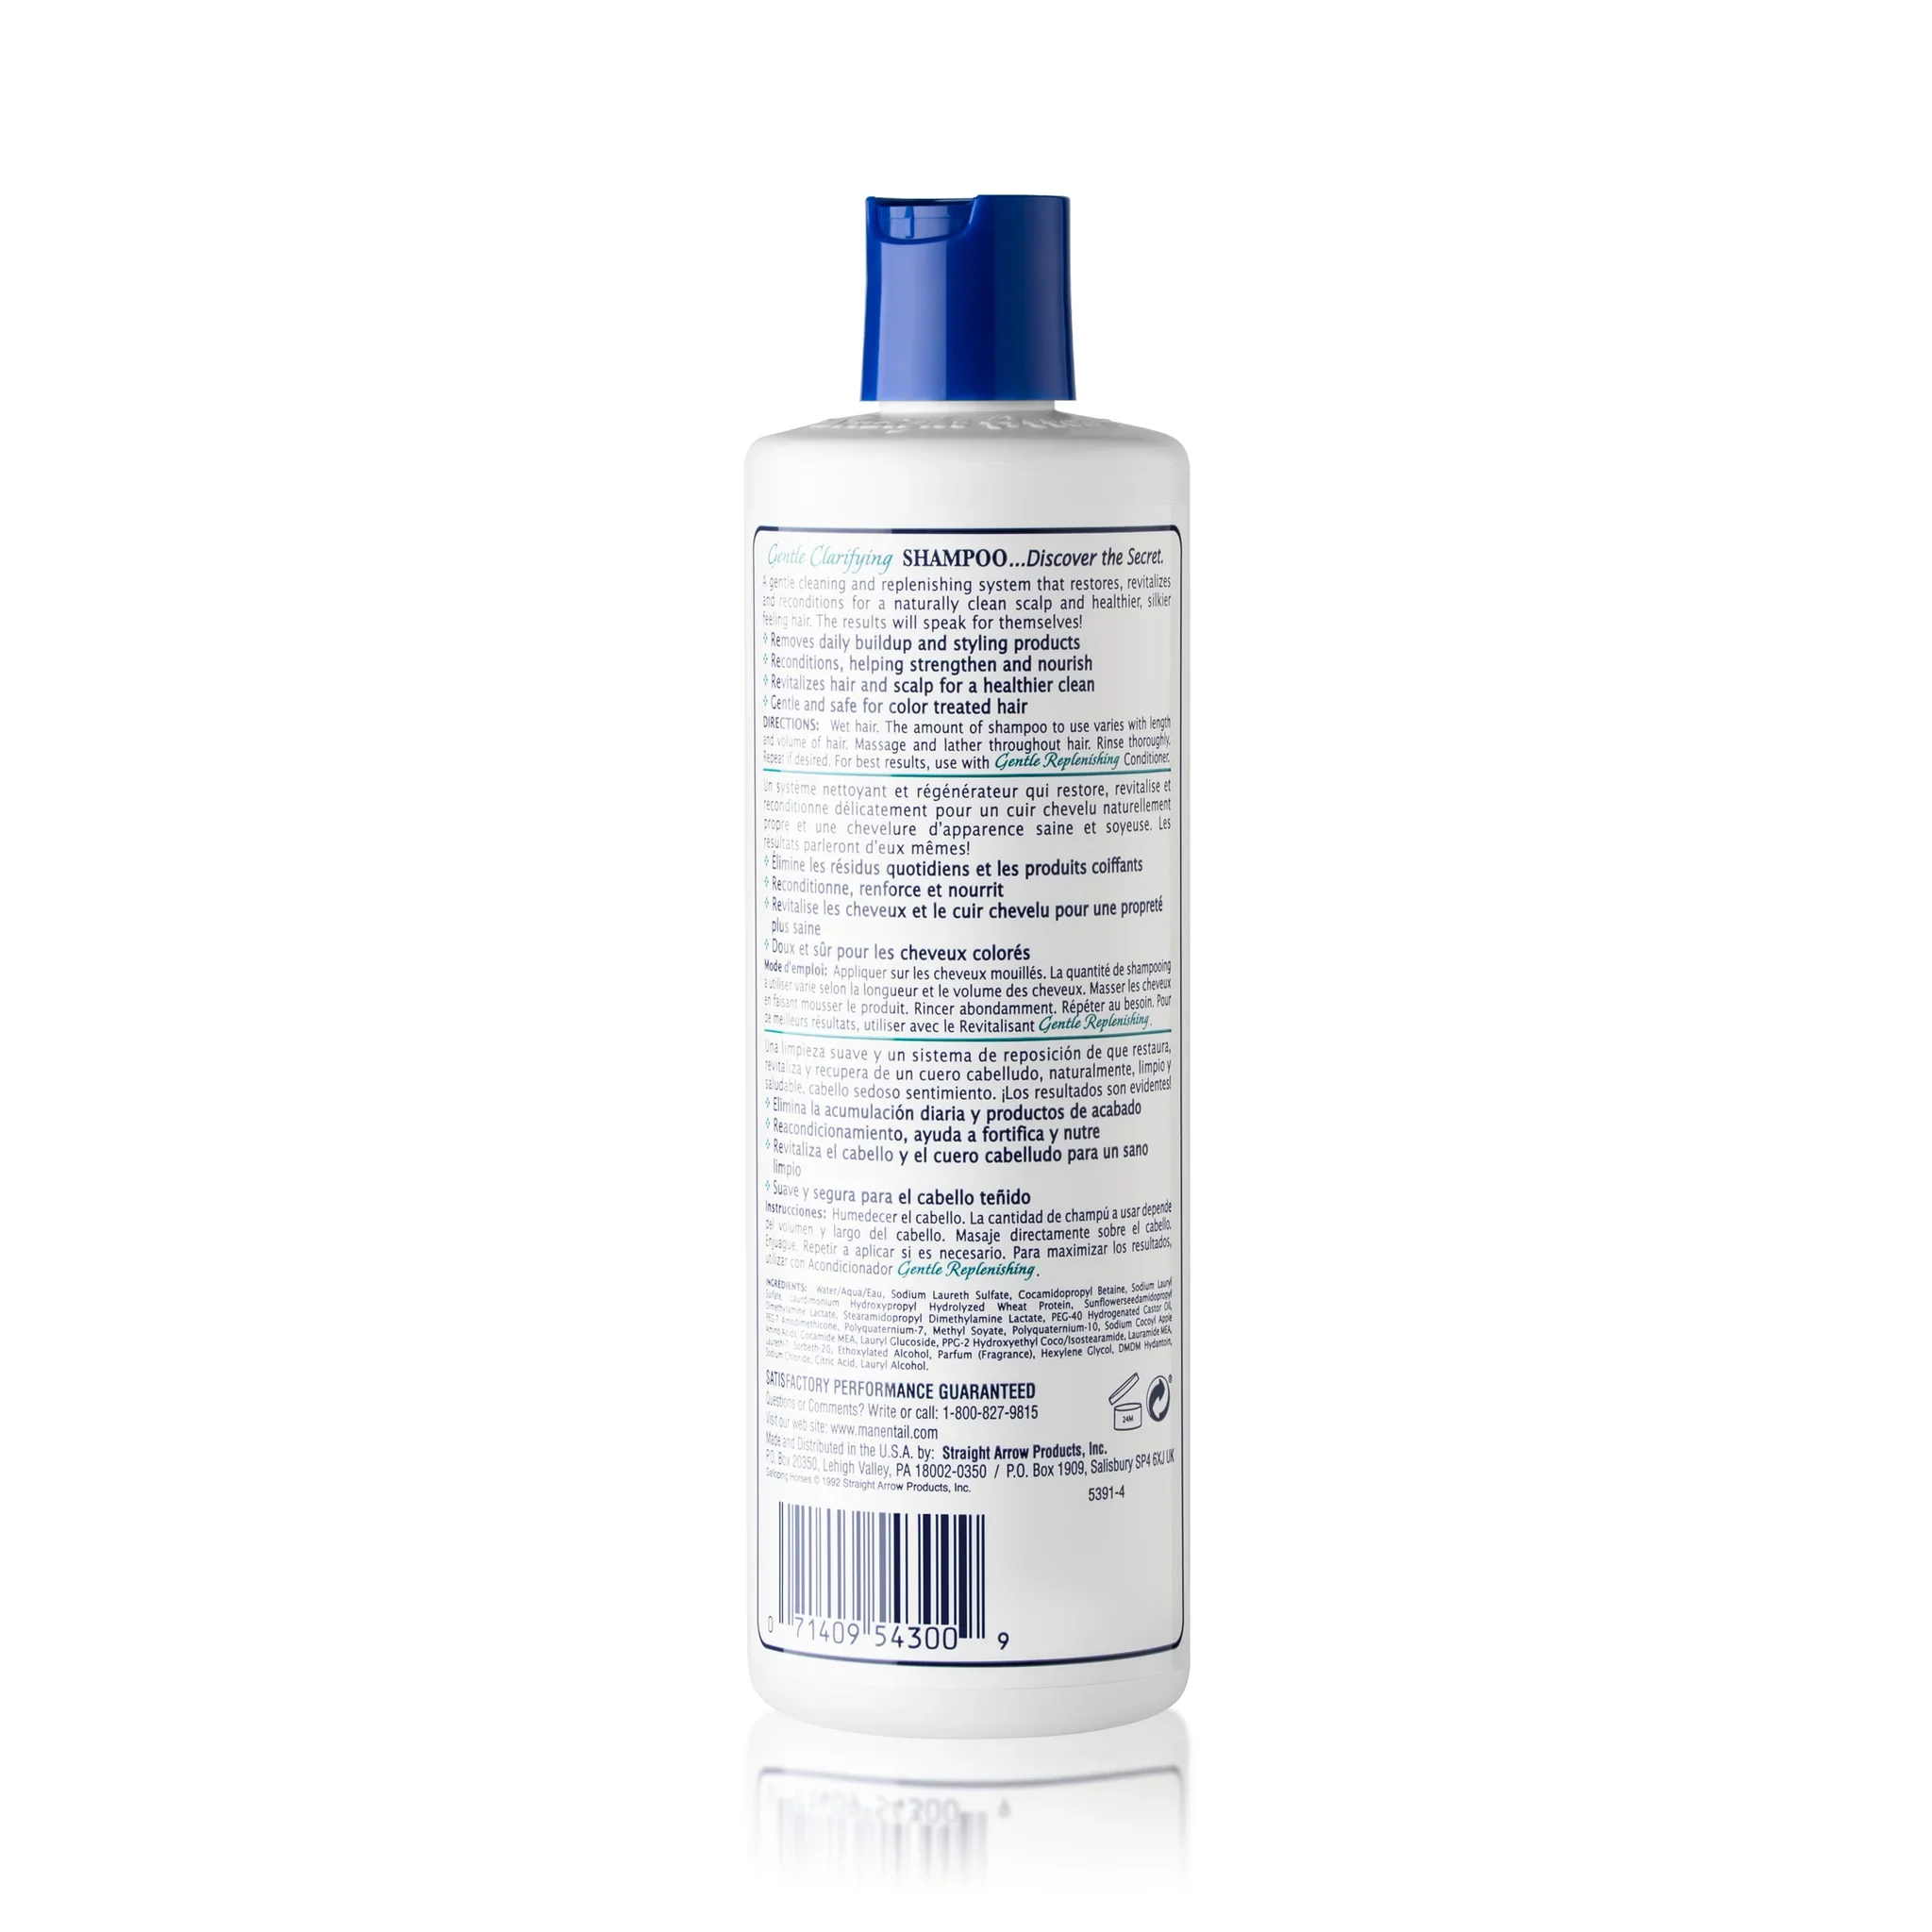 Gentle Clarifying SHAMPOO...Discover the Secret.
A gentle cleaning and replenishing system that restores, revitalizes
and reconditions for a naturally clean scalp and healthier, silkier
feeling hair. The results will speak for themselves!
Removes daily buildup and styling products
Reconditions, helping strengthen and nourish
Revitalizes hair and scalp for a healthier clean
Gentle and safe for color treated hair
DIRECTIONS: Wet hair. The amount of shampoo to use varies with length
and volume of hair. Massage and lather throughout hair. Rinse thoroughly.
Repeat if desired. For best results, use with Gentle Replenishing Conditioner.
Un système nettoyant et régénérateur qui restore, revitalise et
reconditionne délicatement pour un cuir chevelu naturellement
propre et une chevelure d'apparence saine et soyeuse. Les
résultats parleront d'eux mêmes!
Élimine les résidus quotidiens et les produits coiffants
Reconditionne, renforce et nourrit
Revitalise les cheveux et le cuir chevelu pour une propreté
plus saine
Doux et sûr pour les cheveux colorés
Mode d'emploi: Appliquer sur les cheveux mouillés. La quantité de shampooing
à utiliser varie selon la longueur et le volume des cheveux. Masser les cheveux
en faisant mousser le produit. Rincer abondamment. Répéter au besoin. Pour
de meilleurs résultats, utiliser avec le Revitalisant Gentle Replenishing.
Una limpieza suave y un sistema de reposición de que restaura,
revitaliza y recupera de un cuero cabelludo, naturalmente, limpio y
saludable, cabello sedoso sentimiento. ¡Los resultados son evidentes!
Elimina la acumulación diaria y productos de acabado
Reacondicionamiento, ayuda a fortifica y nutre
Revitaliza el cabello y el cuero cabelludo para un sano
limpio
Suave y segura para el cabello teñido
Instrucciones: Humedecer el cabello. La cantidad de champú a usar depende
del volumen y largo del cabello. Masaje directamente sobre el cabello.
Enjuague. Repetir a aplicar si es necesario. Para maximizar los resultados,
utilizar con Acondicionador Gentle Replenishing.
INGREDIENTS: Water/Aqua/Eau, Sodium Laureth Sulfate, Cocamidopropyl Betaine, Sodium Lauryl
Sulfate, Laurdimonium Hydroxypropyl Hydrolyzed Wheat Protein, Sunflowerseedamidopropyl
Dimethylamine Lactate, Stearamidopropyl Dimethylamine Lactate, PEG-40 Hydrogenated Castor Oil,
PEG-7 Amodimethicone, Polyquaternium-7, Methyl Soyate, Polyquaternium-10, Sodium Cocoyl Apple
Amino Acids, Cocamide MEA, Lauryl Glucoside, PPG-2 Hydroxyethyl Coco/Isostearamide, Lauramide MEA,
Laureth-7 Sorbeth-20, Ethoxylated Alcohol, Parfum (Fragrance), Hexylene Glycol, DMDM Hydantoin,
Sodium Chloride, Citric Acid, Lauryl Alcohol.
SATISFACTORY PERFORMANCE GUARANTEED
Questions or Comments? Write or call: 1-800-827-9815
Visit our web site: www.manentail.com
24M
Made and Distributed in the U.S.A. by: Straight Arrow Products, Inc.
P.O. Box 20350, Lehigh Valley, PA 18002-0350 / P.O. Box 1909, Salisbury SP4 6XJ UK
Galloping Horses © 1992 Straight Arrow Products, Inc.
5391-4
0 71409 54300 9